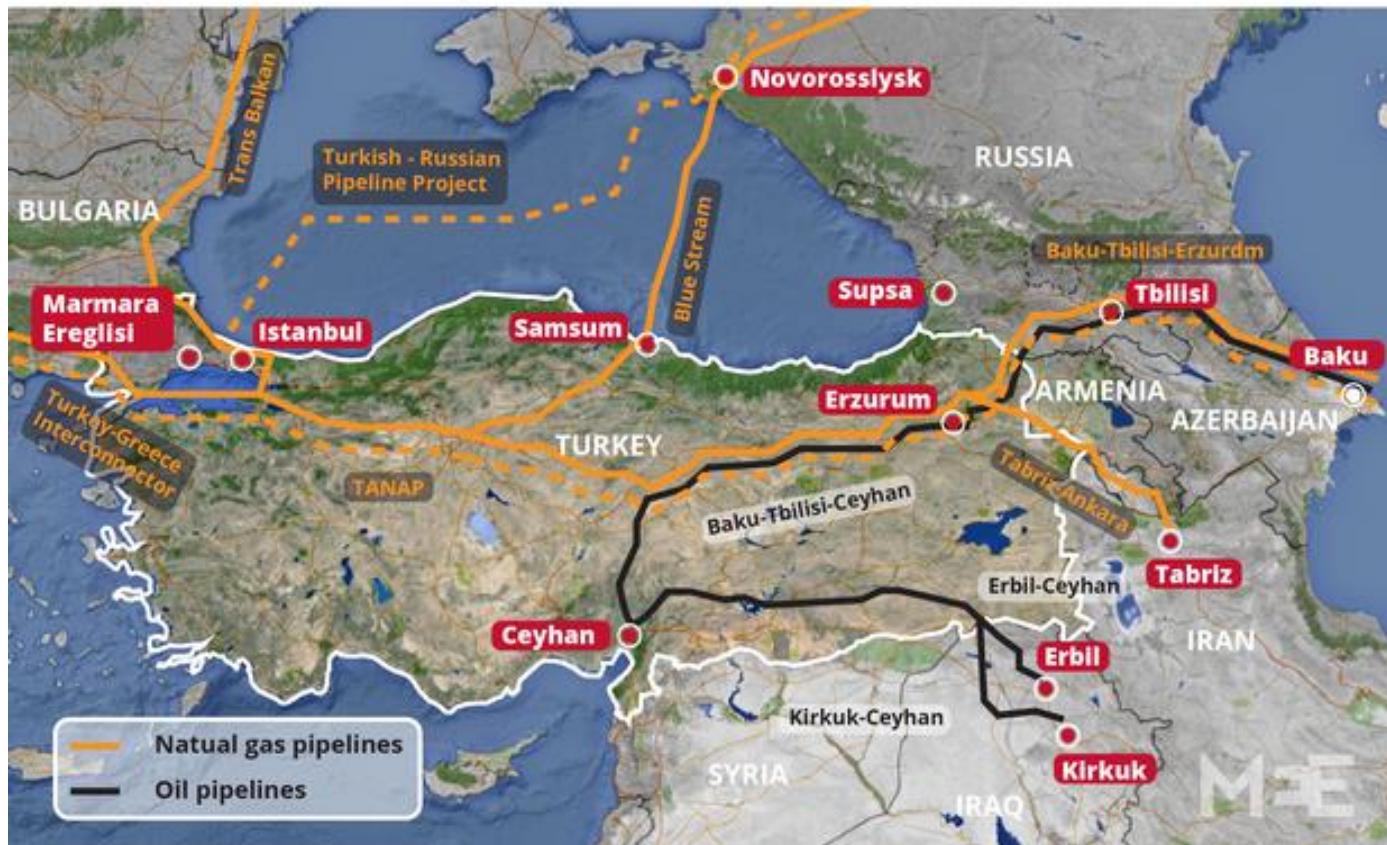 Novorosslysk
Trans Balkan
Turkish - Russian
Pipeline Project
RUSSIA
BULGARIA
Blue Stream
Baku-Tbilisi-Erzurdm
Supsa
Tbilisi
Marmara
Ereglisi
Istanbul
Samsum
Baku
ARMENIA
Erzurum
AZERBAIJAN
Turkey-Greece
Interconnector
TURKEY
TANAP
Tabriz-Ankara
Baku-Tbilisi-Ceyhan
Tabriz
Erbil-Ceyhan
Ceyhan
IRAN
Erbil
Kirkuk-Ceyhan
Natual gas pipelines
Kirkuk
SYRIA
Oil pipelines
IRAQ
MEE